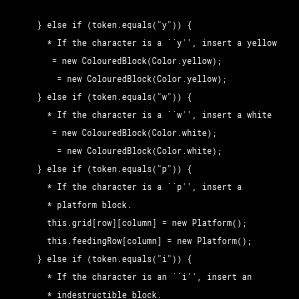 } else if (token.equals("y")) {
* If the character is a ``y'', insert a yellow
= new ColouredBlock(Color.yellow);
= new ColouredBlock(Color.yellow);
} else if (token.equals("w")) {
* If the character is a ``w'', insert a white
= new ColouredBlock(Color.white);
= new ColouredBlock(Color.white);
} else if (token.equals("p")) {
* If the character is a ``p'', insert a
* platform block.
this.grid[row][column] = new Platform();
this.feedingRow[column] = new Platform();
} else if (token.equals("i")) {
* If the character is an ``i'', insert an
* indestructible block.